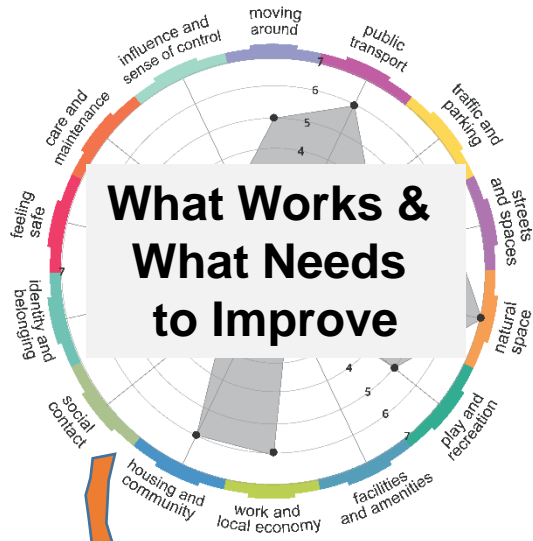 moving
around
public
transport
traffic and
parking
streets
and spaces
natural
space
play and
recreation
facilities
and amenities
work and
local economy
housing and
community
social
contact
identity and
belonging
feeling
safe
care and
maintenance
influence and
sense of control
7
6
5
4
What Works &
What Needs
to Improve
7
4
5
6
7